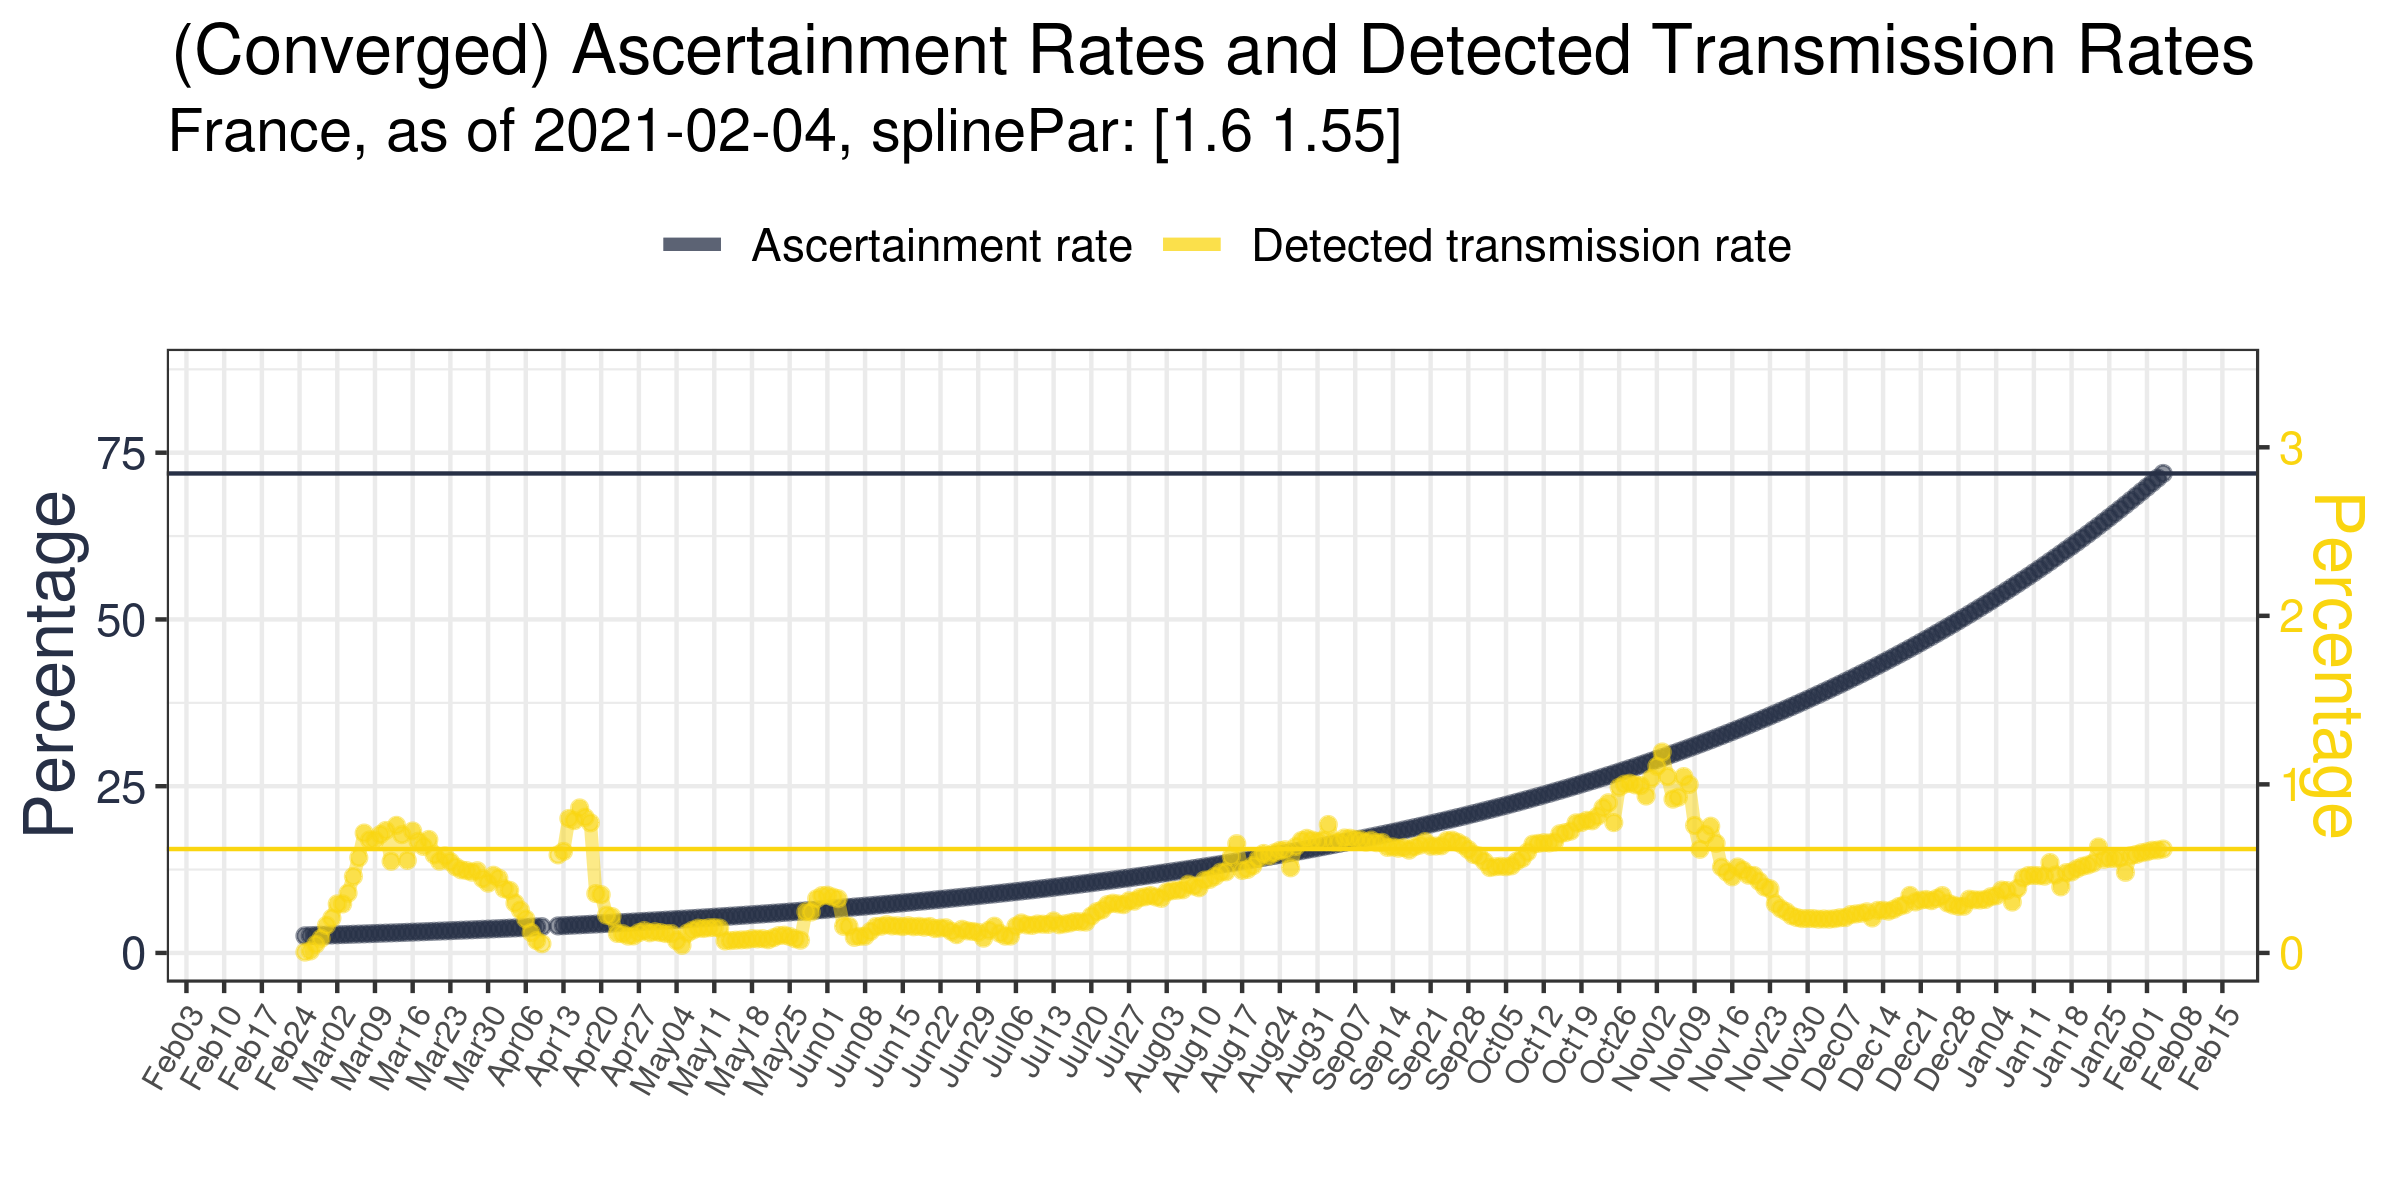 (Converged) Ascertainment Rates and Detected Transmission Rates
France, as of 2021-02-04, splinePar: [1.6 1.55]
Ascertainment rate
Detected transmission rate
Percentage
75
50
25
0
3
2
1
0
Percentage
Feb03
Feb10
Feb17
Feb24
Mar02
Mar09
Mar16
Mar23
Mar30
Apr06
Apr13
Apr20
Apr27
May04
May11
May18
May25
Jun01
Jun08
Jun15
Jun22
Jun29
Jul06
Jul13
Jul20
Jul27
Aug03
Aug10
Aug17
Aug24
Aug31
Sep07
Sep14
Sep21
Sep28
Oct05
Oct12
Oct19
Oct26
Nov02
Nov09
Nov16
Nov23
Nov30
Dec07
Dec14
Dec21
Dec28
Jan04
Jan11
Jan18
Jan25
Feb01
Feb08
Feb15